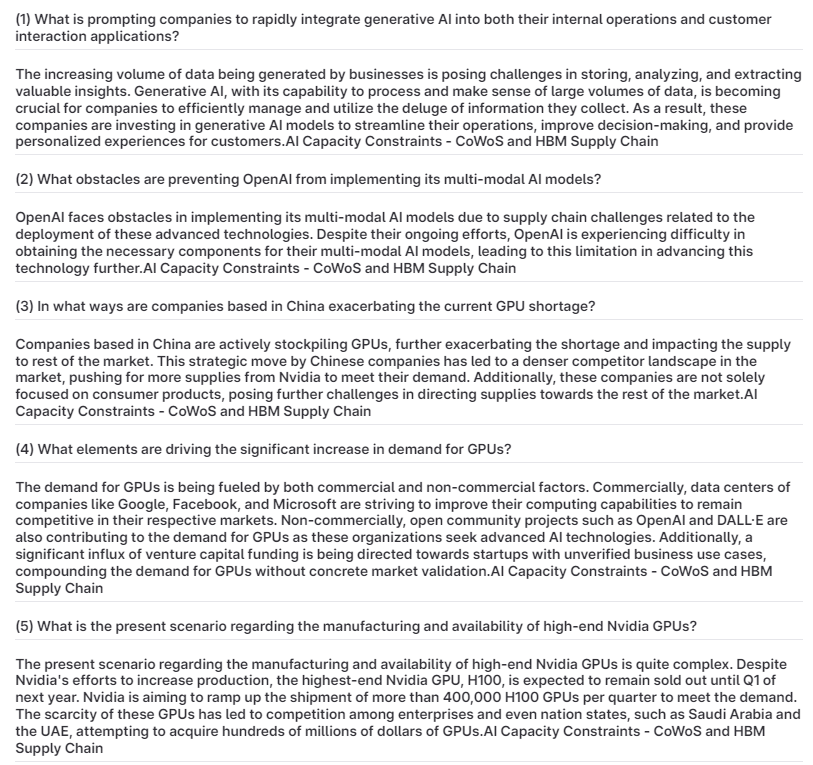 (1) What is prompting companies to rapidly integrate generative AI into both their internal operations and customer
interaction applications?
The increasing volume of data being generated by businesses is posing challenges in storing, analyzing, and extracting
valuable insights. Generative AI, with its capability to process and make sense of large volumes of data, is becoming
crucial for companies to efficiently manage and utilize the deluge of information they collect. As a result, these
companies are investing in generative AI models to streamline their operations, improve decision-making, and provide
personalized experiences for customers.AI Capacity Constraints - CoWoS and HBM Supply Chain
(2) What obstacles are preventing OpenAI from implementing its multi-modal AI models?
OpenAI faces obstacles in implementing its multi-modal AI models due to supply chain challenges related to the
deployment of these advanced technologies. Despite their ongoing efforts, OpenAI is experiencing difficulty in
obtaining the necessary components for their multi-modal AI models, leading to this limitation in advancing this
technology further.AI Capacity Constraints - CoWoS and HBM Supply Chain
(3) In what ways are companies based in China exacerbating the current GPU shortage?
Companies based in China are actively stockpiling GPUs, further exacerbating the shortage and impacting the supply
to rest of the market. This strategic move by Chinese companies has led to a denser competitor landscape in the
market, pushing for more supplies from Nvidia to meet their demand. Additionally, these companies are not solely
focused on consumer products, posing further challenges in directing supplies towards the rest of the market.AI
Capacity Constraints - CoWoS and HBM Supply Chain
(4) What elements are driving the significant increase in demand for GPUs?
The demand for GPUs is being fueled by both commercial and non-commercial factors. Commercially, data centers of
companies like Google, Facebook, and Microsoft are striving to improve their computing capabilities to remain
competitive in their respective markets. Non-commercially, open community projects such as OpenAI and DALL·E are
also contributing to the demand for GPUs as these organizations seek advanced AI technologies. Additionally, a
significant influx of venture capital funding is being directed towards startups with unverified business use cases,
compounding the demand for GPUs without concrete market validation.AI Capacity Constraints - CoWoS and HBM
Supply Chain
(5) What is the present scenario regarding the manufacturing and availability of high-end Nvidia GPUs?
The present scenario regarding the manufacturing and availability of high-end Nvidia GPUs is quite complex. Despite
Nvidia's efforts to increase production, the highest-end Nvidia GPU, H100, is expected to remain sold out until Q1 of
next year. Nvidia is aiming to ramp up the shipment of more than 400,000 H100 GPUs per quarter to meet the demand.
The scarcity of these GPUs has led to competition among enterprises and even nation states, such as Saudi Arabia and
the UAE, attempting to acquire hundreds of millions of dollars of GPUs.AI Capacity Constraints - CoWoS and HBM
Supply Chain